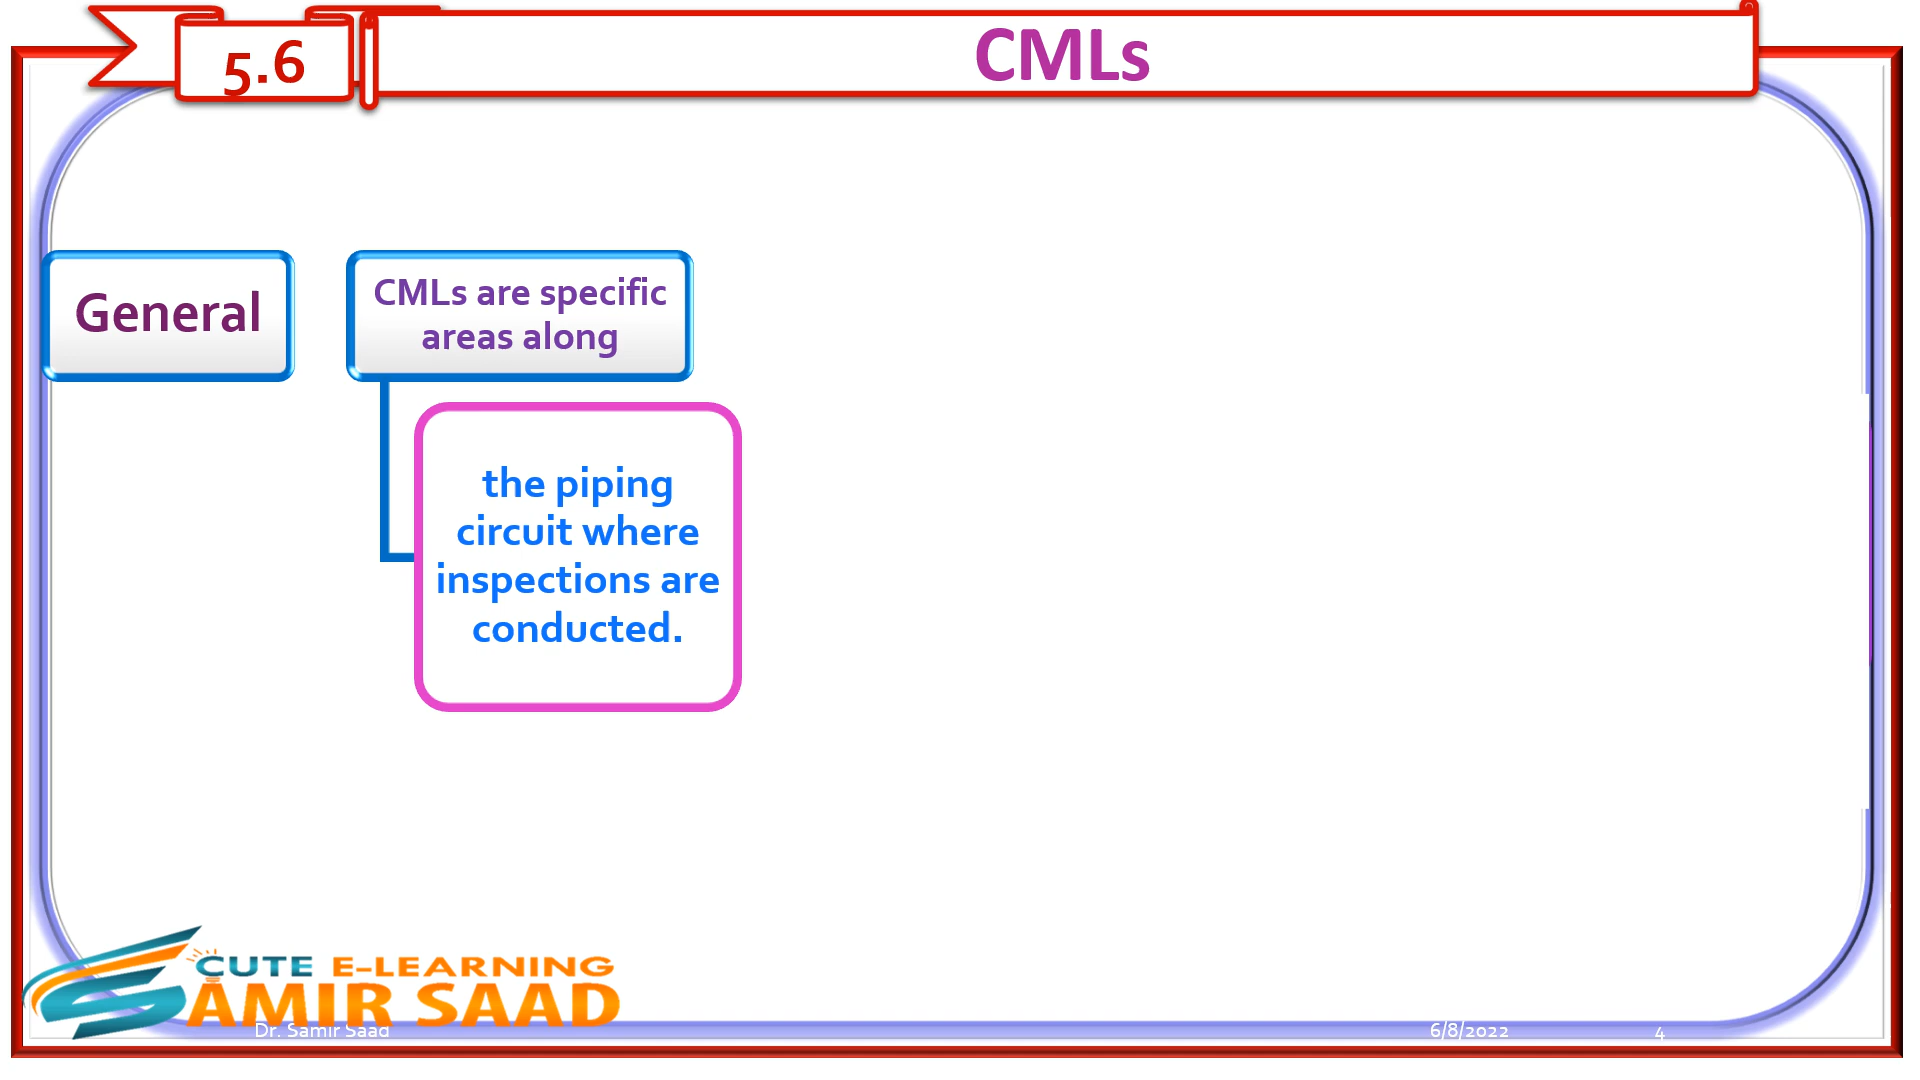 5.6
CMLs
General
CMLs are specific
areas along
the piping
circuit where
inspections are
conducted.
CUTE E-LEARNING
SAMIR SAAD
Dr. Samir Saad
6/8/2022
4